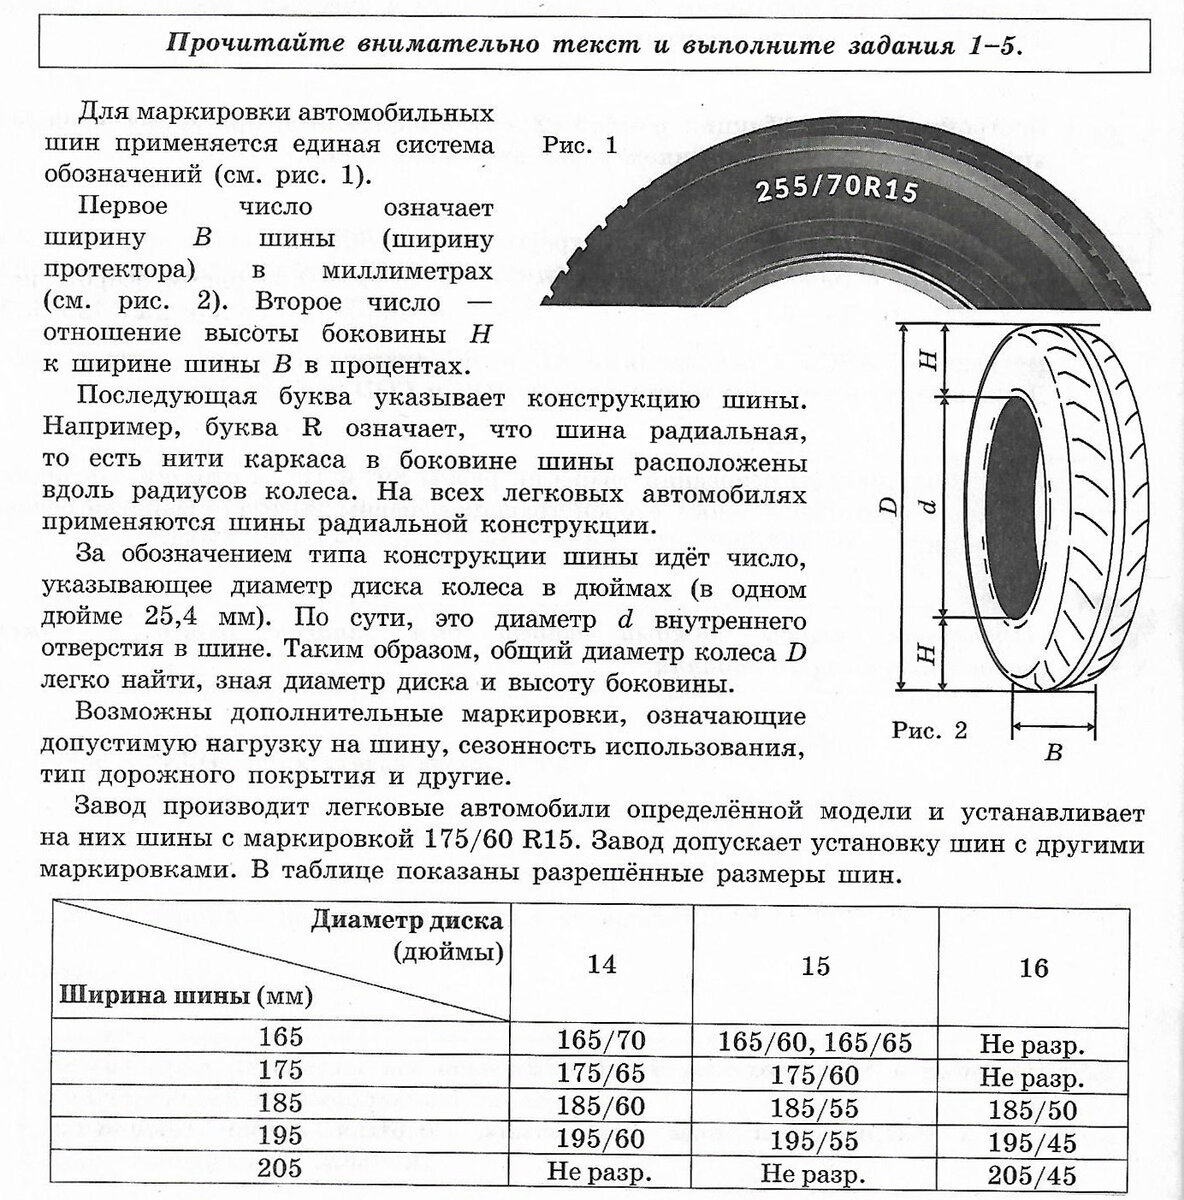 Прочитайте внимательно текст и выполните задания 1–5.
Для маркировки автомобильных
шин применяется единая система
обозначений (см. рис. 1).
Первое число означает
ширину B шины (ширину
протектора) в миллиметрах
(см. рис. 2). Второе число —
отношение высоты боковины H
к ширине шины B в процентах.
Рис. 1
255/70R15
Последующая буква указывает конструкцию шины.
Например, буква R означает, что шина радиальная,
то есть нити каркаса в боковине шины расположены
вдоль радиусов колеса. На всех легковых автомобилях
применяются шины радиальной конструкции.
За обозначением типа конструкции шины идёт число,
указывающее диаметр диска колеса в дюймах (в одном
дюйме 25,4 мм). По сути, это диаметр d внутреннего
отверстия в шине. Таким образом, общий диаметр колеса D
легко найти, зная диаметр диска и высоту боковины.
Возможны дополнительные маркировки, означающие
допустимую нагрузку на шину, сезонность использования,
тип дорожного покрытия и другие.
H
D
d
H
Рис. 2
B
Завод производит легковые автомобили определённой модели и устанавливает
на них шины с маркировкой 175/60 R15. Завод допускает установку шин с другими
маркировками. В таблице показаны разрешённые размеры шин.
Диаметр диска
(дюймы)
Ширина шины (мм)
14 15 16
165 165/70 165/60, 165/65 Не разр.
175 175/65 175/60 Не разр.
185 185/60 185/55 185/50
195 195/60 195/55 195/45
205 Не разр. Не разр. 205/45